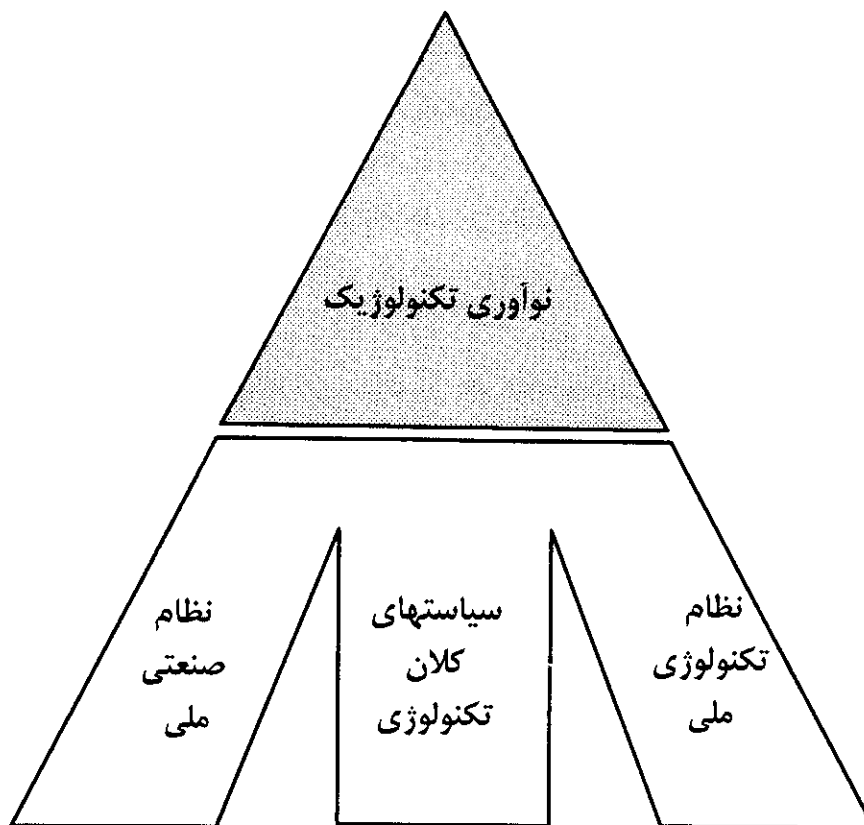 نوآوری تکنولوژیک
نظام
تکنولوژی
ملی
سیاستهای
کلان
تکنولوژی
نظام
صنعتی
ملی